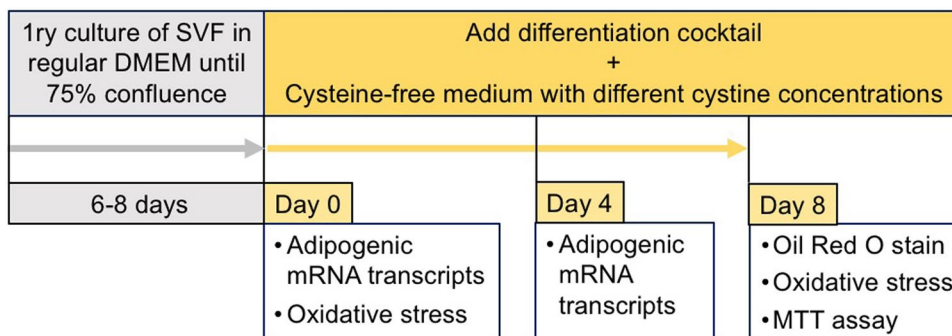 1ry culture of SVF in
regular DMEM until
75% confluence
Add differentiation cocktail
+
Cysteine-free medium with different cystine concentrations
6-8 days
Day 0
Day 4
Day 8
• Adipogenic
mRNA transcripts
• Oxidative stress
• Adipogenic
mRNA
transcripts
• Oil Red O stain
• Oxidative stress
• MTT assay